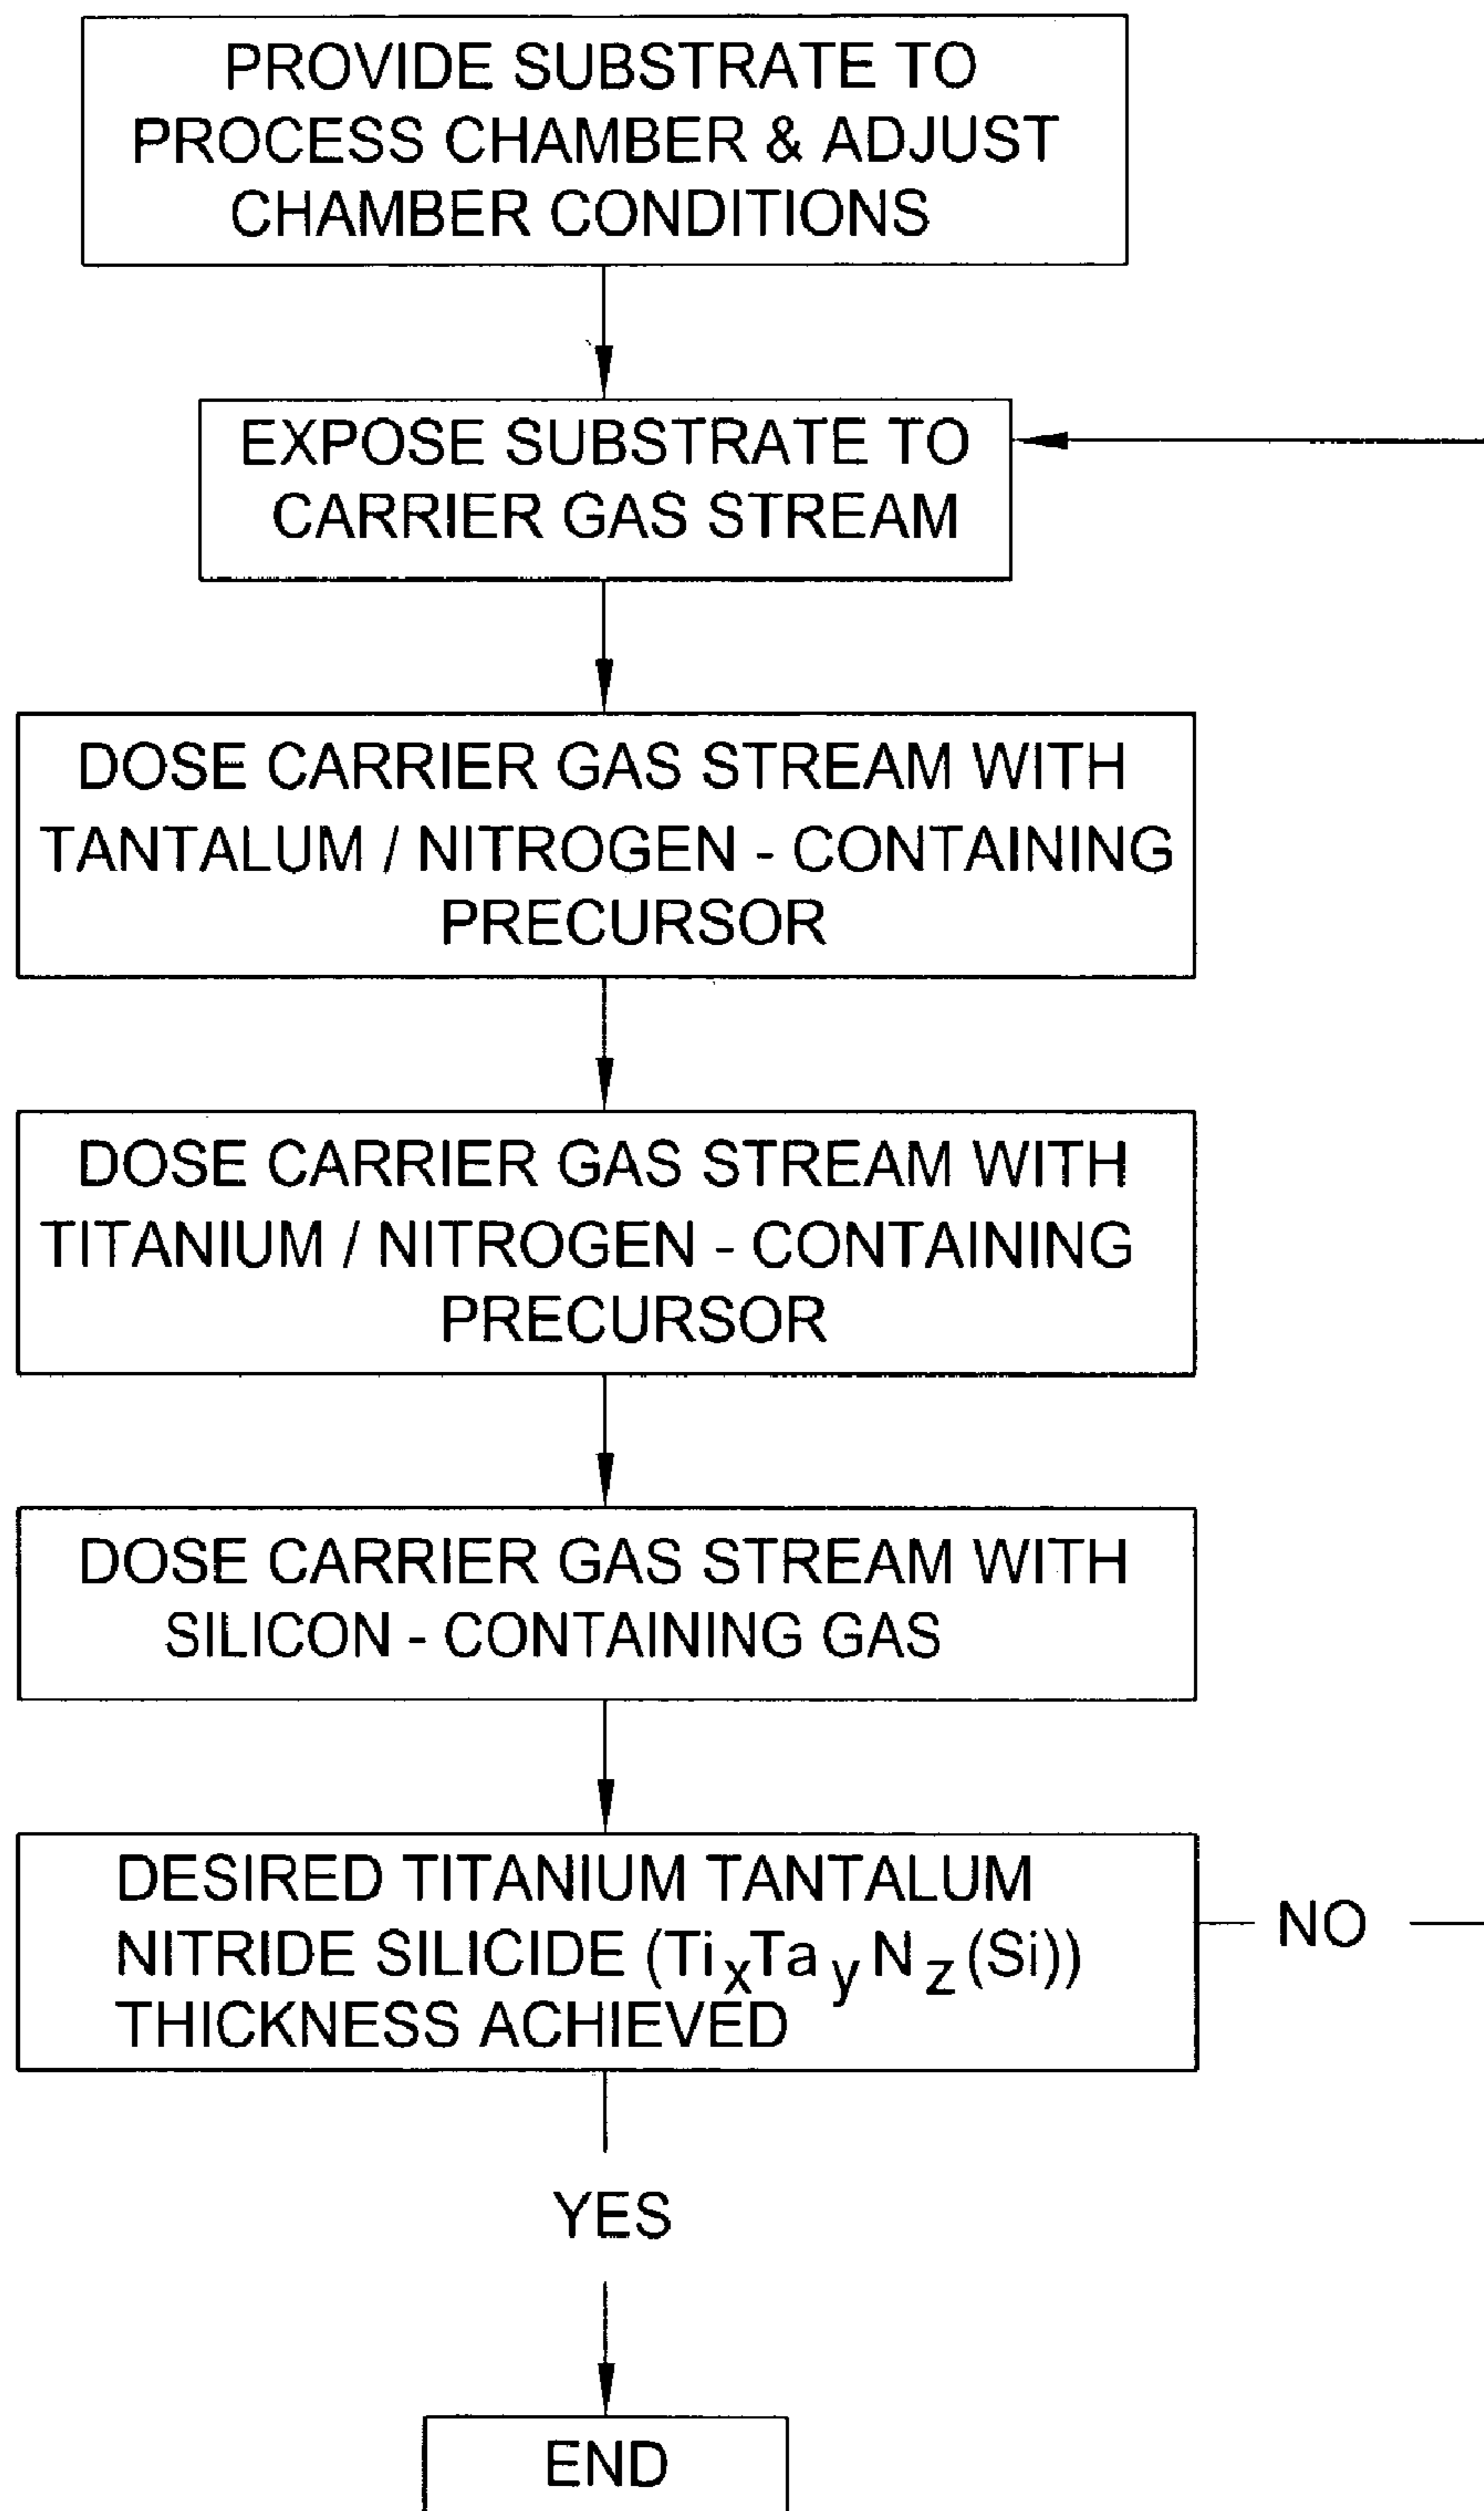 PROVIDE SUBSTRATE TO
PROCESS CHAMBER & ADJUST
CHAMBER CONDITIONS
EXPOSE SUBSTRATE TO
CARRIER GAS STREAM
DOSE CARRIER GAS STREAM WITH
TANTALUM / NITROGEN - CONTAINING
PRECURSOR
DOSE CARRIER GAS STREAM WITH
TITANIUM / NITROGEN - CONTAINING
PRECURSOR
DOSE CARRIER GAS STREAM WITH
SILICON - CONTAINING GAS
DESIRED TITANIUM TANTALUM
NITRIDE SILICIDE (TixTayNz(Si))
THICKNESS ACHIEVED
NO
YES
END